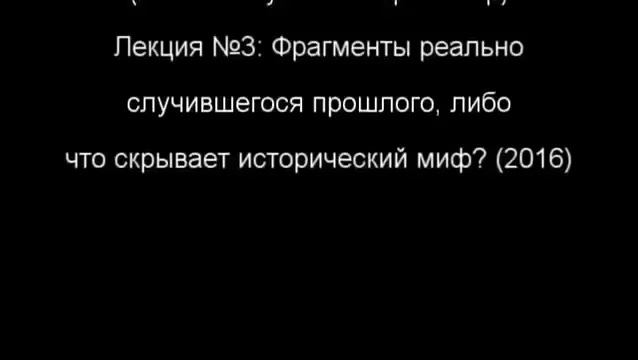 Лекция №3: Фрагменты реально
случившегося прошлого, либо
что скрывает исторический миф? (2016)